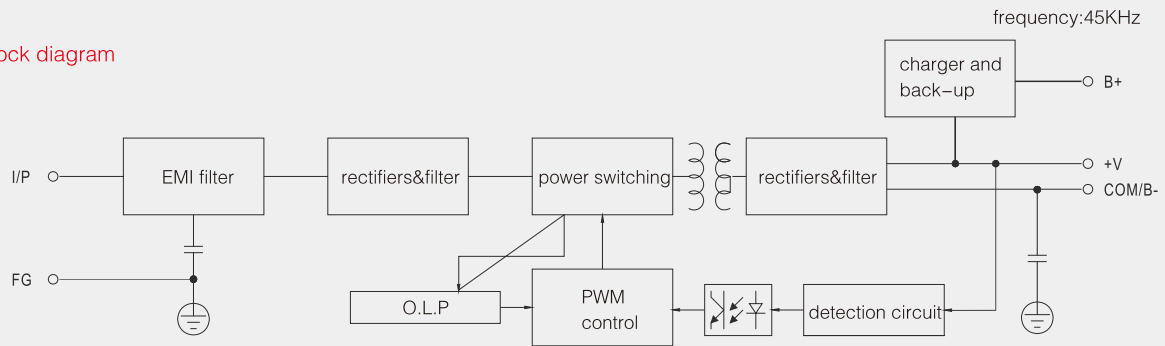 frequency:45KHz
ock diagram
charger and
back-up
B+
I/P
EMI filter
rectifiers&filter
power switching
rectifiers&filter
+V
COM/B-
FG
O.L.P
PWM
control
detection circuit